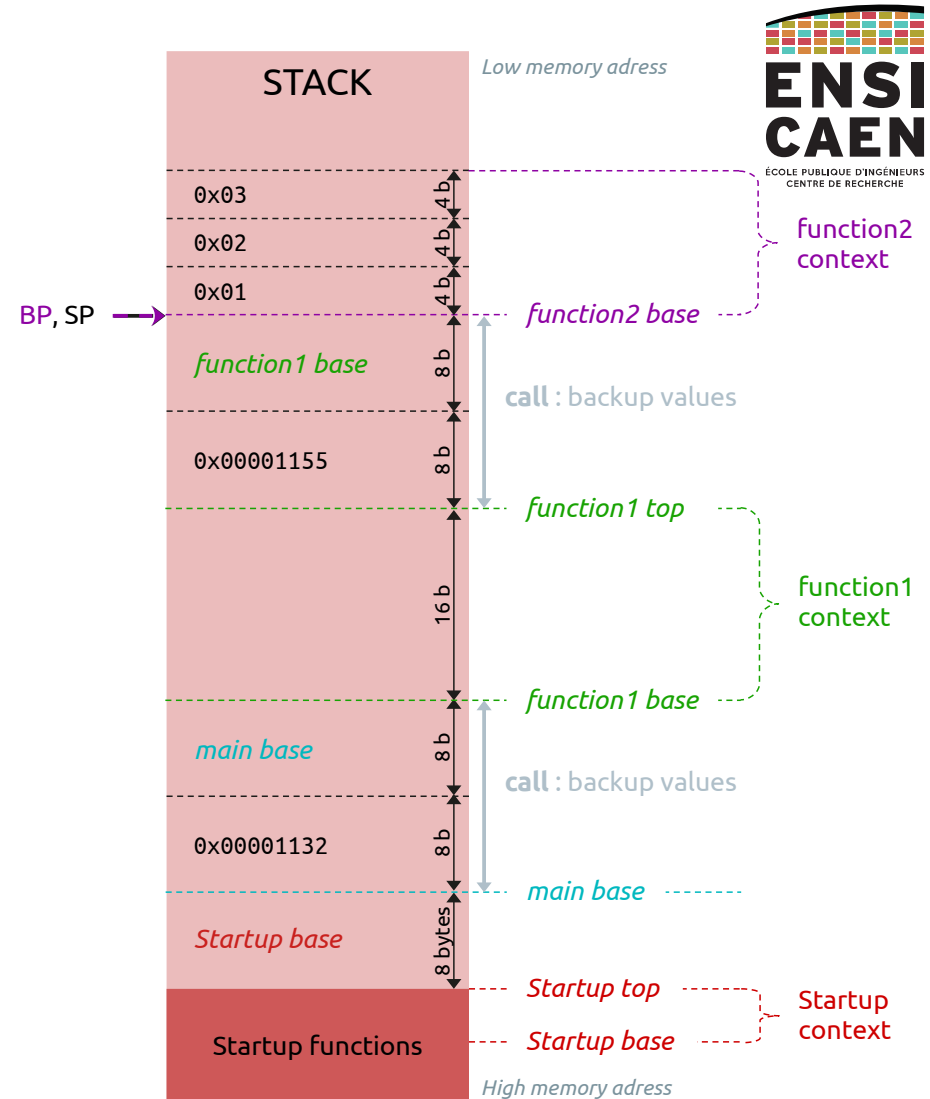 STACK
Low memory adress
ENSI
CAEN
ÉCOLE PUBLIQUE D'INGÉNIEURS
CENTRE DE RECHERCHE
0x03
4 b
0x02
4 b
function2
context
0x01
4 b
BP, SP
function2 base
function1 base
8 b
call : backup values
0x00001155
8 b
function1 top
16 b
function1
context
function1 base
main base
8 b
call : backup values
0x00001132
8 b
main base
Startup base
8 bytes
Startup top
Startup
context
Startup functions
Startup base
High memory adress